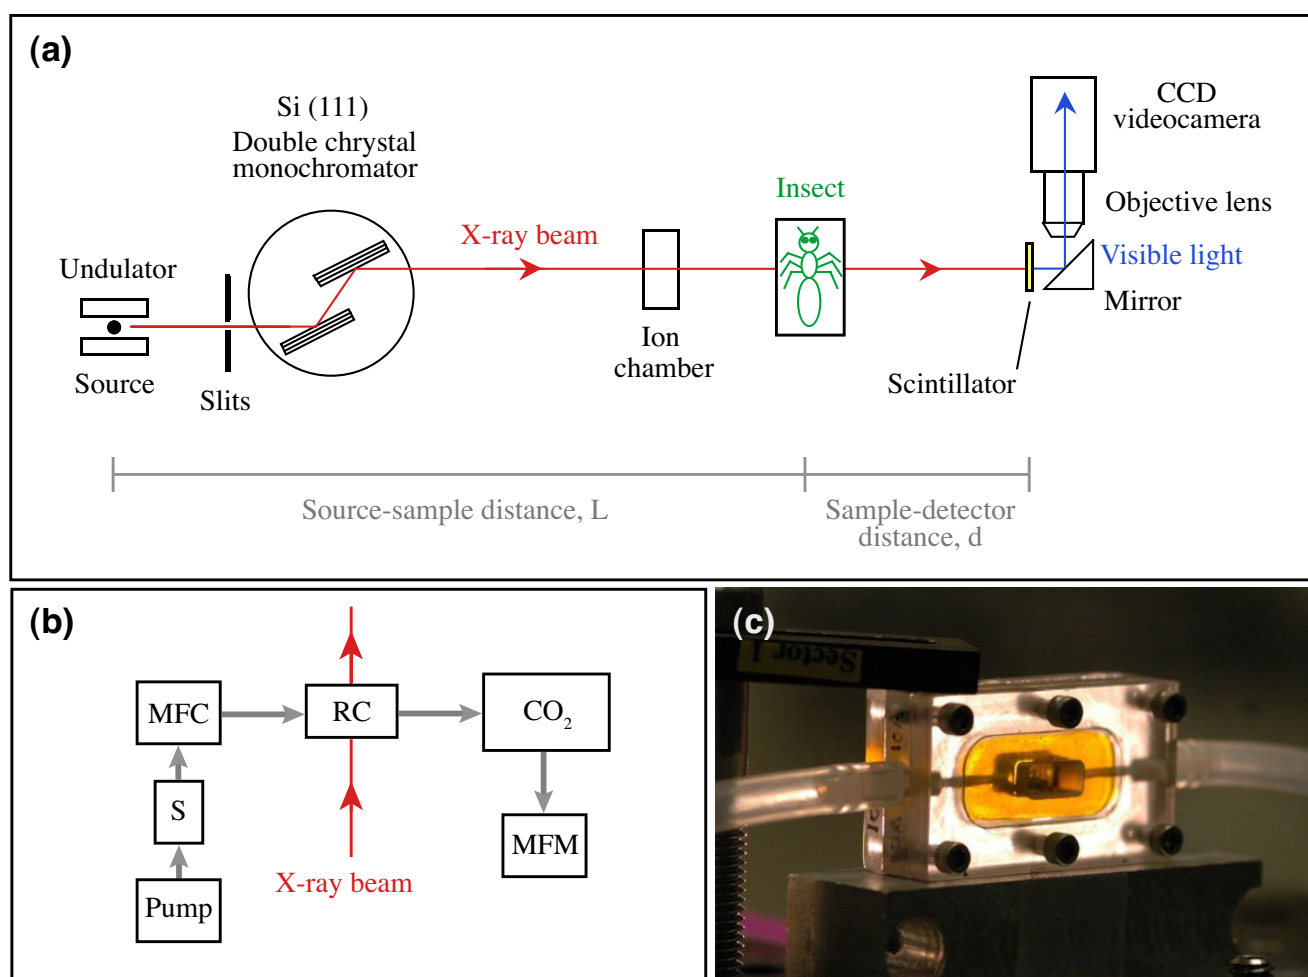 (a)
Si (111)
Double chrystal
monochromator
Undulator
Source
Slits
X-ray beam
Ion
chamber
Insect
CCD
videocamera
Objective lens
Visible light
Mirror
Scintillator
Source-sample distance, L
Sample-detector
distance, d
(b)
MFC
RC
CO₂
S
MFM
Pump
X-ray beam
(c)
Sector 1